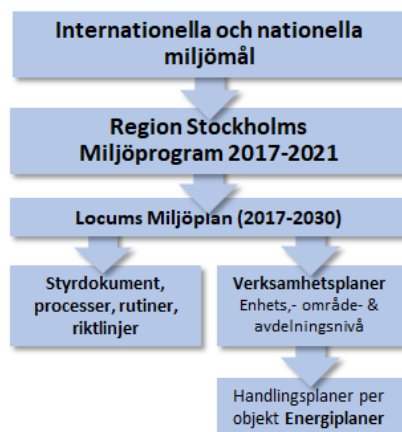 Internationella och nationella
miljömål
Region Stockholms
Miljöprogram 2017-2021
Locums Miljöplan (2017-2030)
Styrdokument,
processer, rutiner,
riktlinjer
Verksamhetsplaner
Enhets,- område- &
avdelningsnivå
Handlingsplaner per
objekt Energiplaner